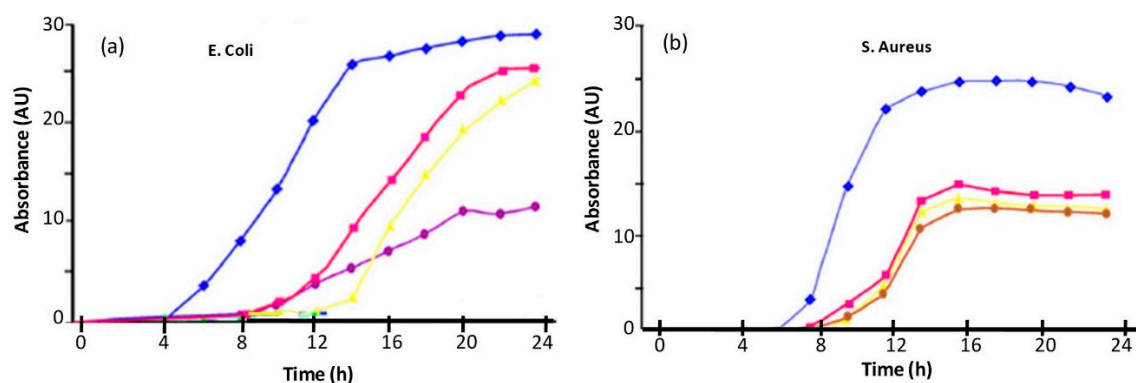 (a)
E. Coli
30
20
10
0
Absorbance (AU)
0 4 8 12 16 20 24
Time (h)
(b)
S. Aureus
30
20
10
0
Absorbance (AU)
0 4 8 12 16 20 24
Time (h)